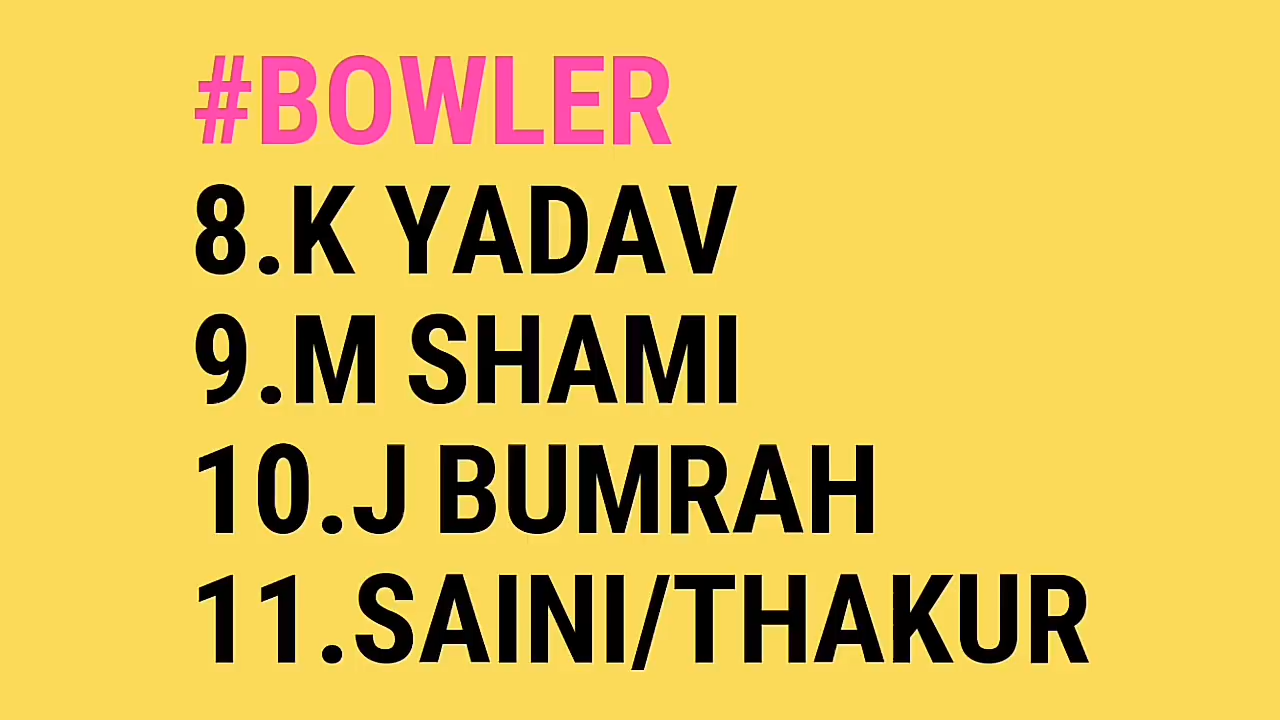 #BOWLER
8.K YADAV
9.M SHAMI
10.J BUMRAH
11.SAINI/THAKUR